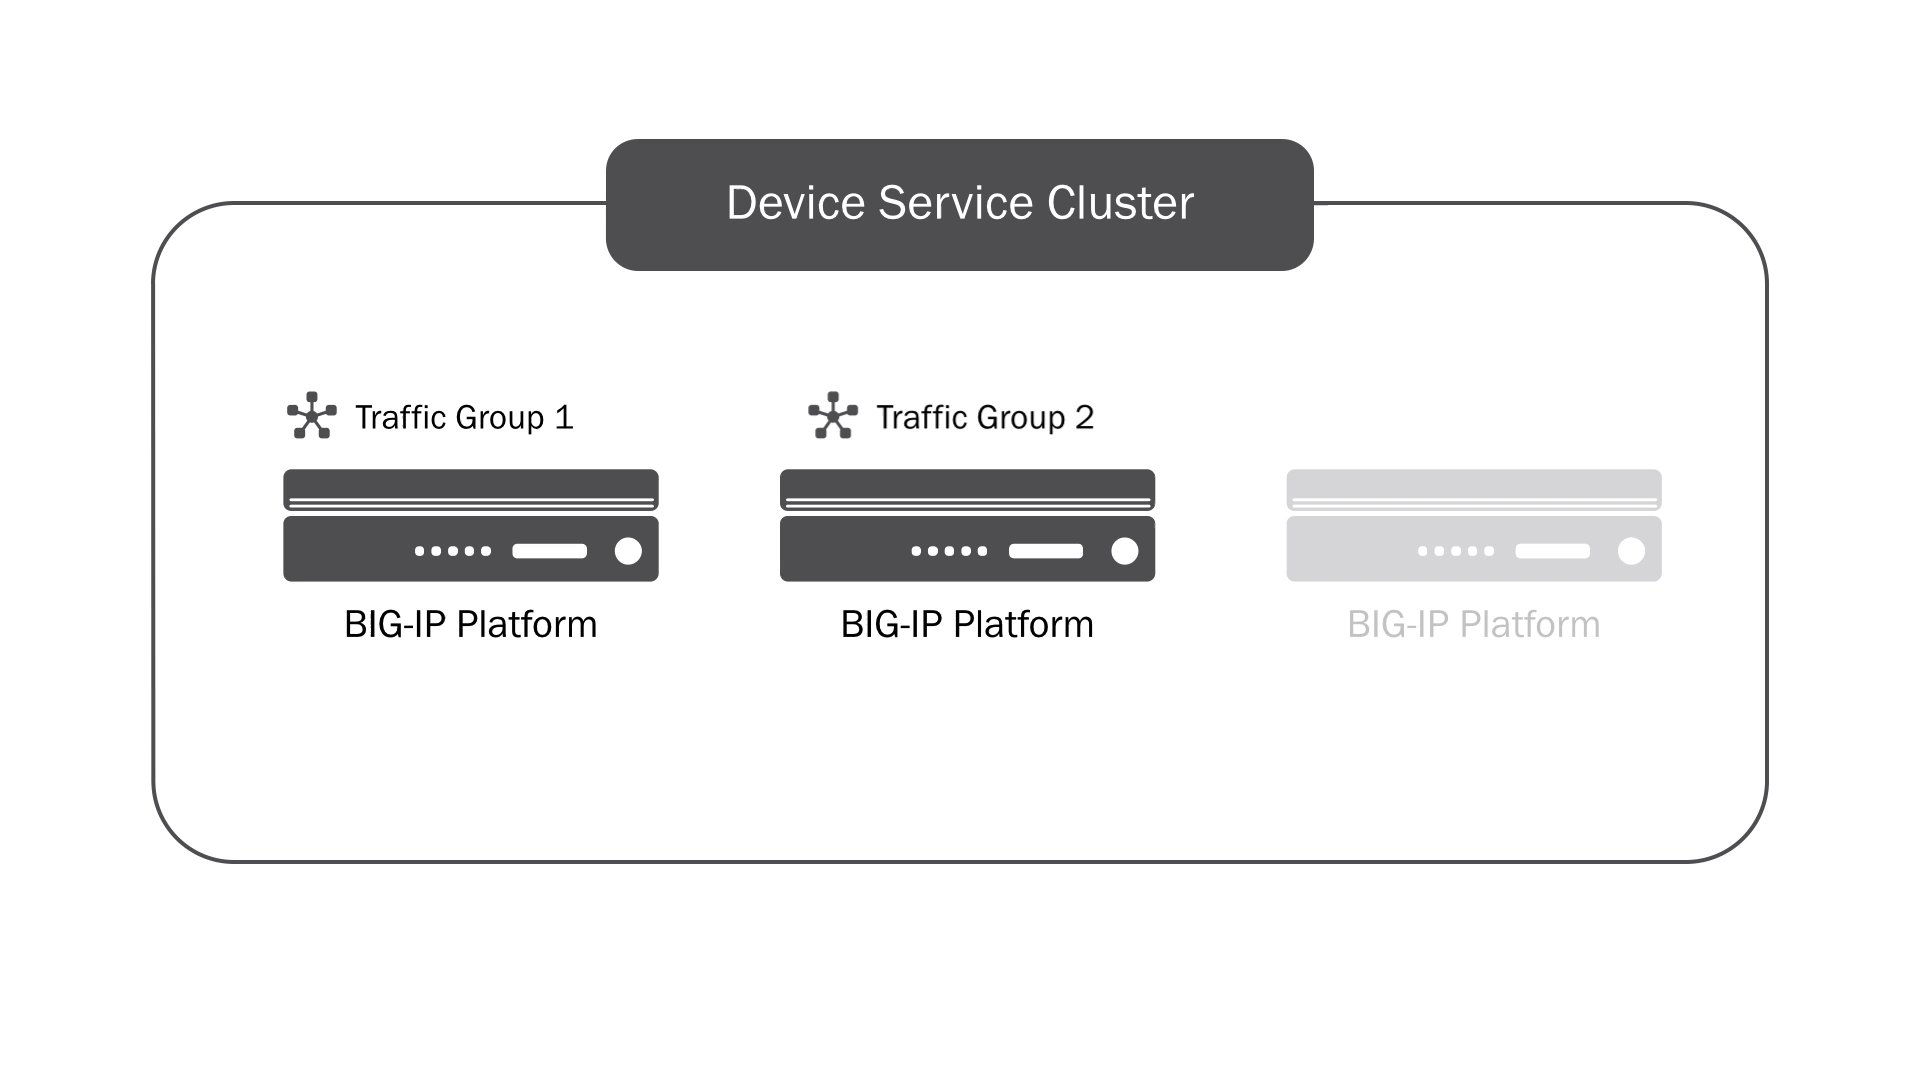 Device Service Cluster
Traffic Group 1
Traffic Group 2
BIG-IP Platform
BIG-IP Platform
BIG-IP Platform